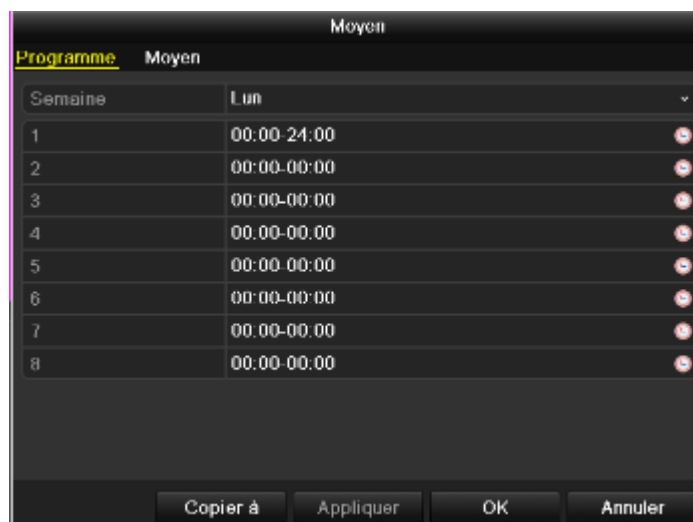 Moyen
Programme Moyen
Semaine Lun
1 00:00-24:00
2 00:00-00:00
3 00:00-00:00
4 00:00-00:00
5 00:00-00:00
6 00:00-00:00
7 00:00-00:00
8 00:00-00:00
Copier à Appliquer OK Annuler